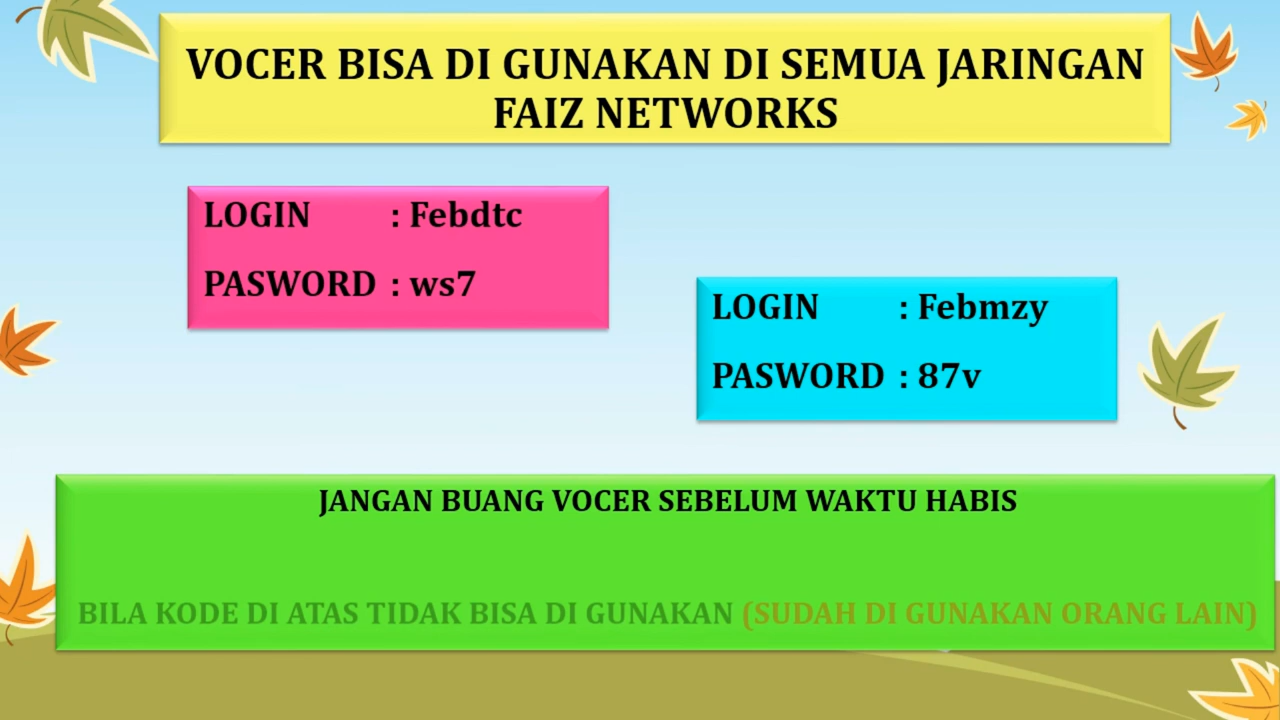 VOCER BISA DI GUNAKAN DI SEMUA JARINGAN
FAIZ NETWORKS
LOGIN : Febdtc
PASWORD : ws7
LOGIN : Febmzy
PASWORD : 87v
JANGAN BUANG VOCER SEBELUM WAKTU HABIS
BILA KODE DI ATAS TIDAK BISA DI GUNAKAN (SUDAH DI GUNAKAN ORANG LAIN)